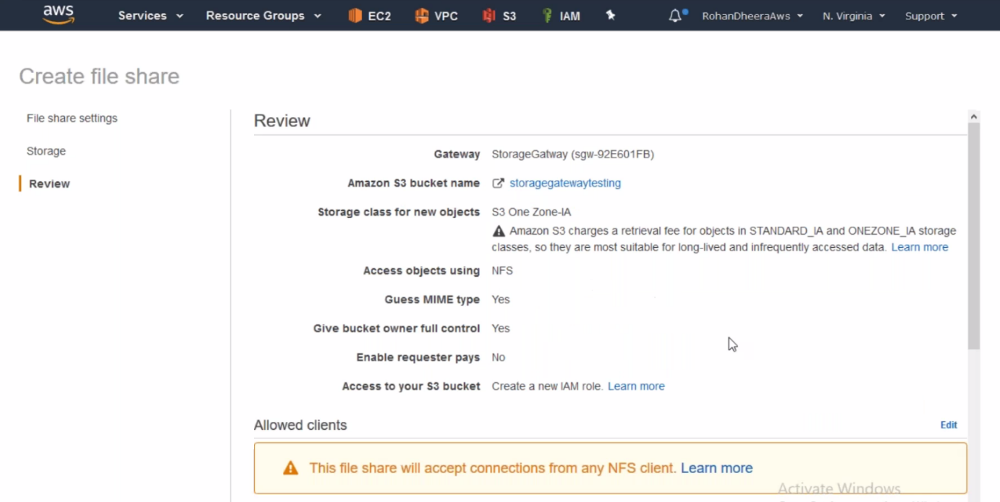 aws Services Resource Groups EC2 VPC S3 IAM RohanDheeraAws N. Virginia Support
Create file share
File share settings
Storage
Review
Review
Gateway StorageGatway (sgw-92E601FB)
Amazon S3 bucket name storagegatewaytesting
Storage class for new objects S3 One Zone-IA
Amazon S3 charges a retrieval fee for objects in STANDARD_IA and ONEZONE_IA storage
classes, so they are most suitable for long-lived and infrequently accessed data. Learn more
Access objects using NFS
Guess MIME type Yes
Give bucket owner full control Yes
Enable requester pays No
Access to your S3 bucket Create a new IAM role. Learn more
Allowed clients Edit
This file share will accept connections from any NFS client. Learn more
Activate Windows